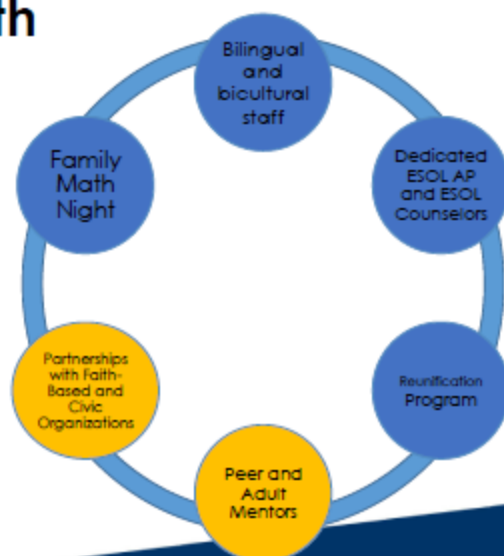 Bilingual
and
bicultural
staff
Dedicated
ESOL AP
and ESOL
Counselors
Reunification
Program
Peer and
Adult
Mentors
Partnerships
with Faith-
Based and
Civic
Organizations
Family
Math
Night